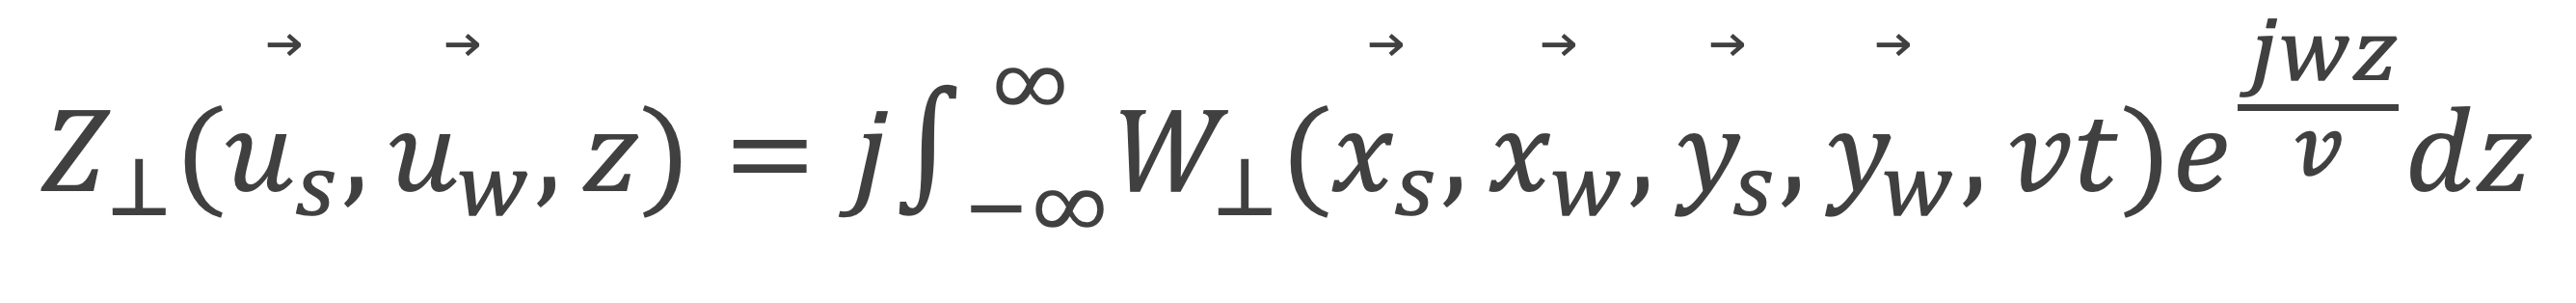 Z⊥(u⃗s, u⃗w, z) = j∫−∞^∞ W⊥(x⃗s, x⃗w, y⃗s, y⃗w, vt)e^(jwz/v) dz